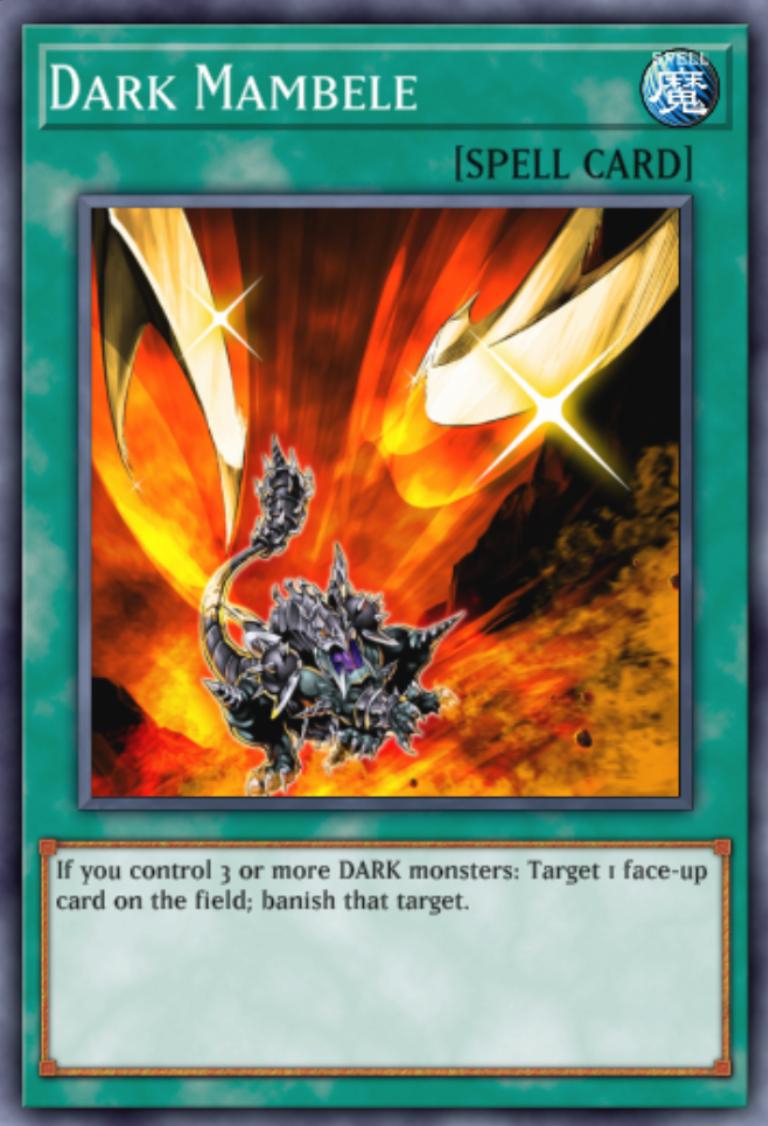 DARK MAMBELE
SPELL
魔
[SPELL CARD]
If you control 3 or more DARK monsters: Target 1 face-up
card on the field; banish that target.